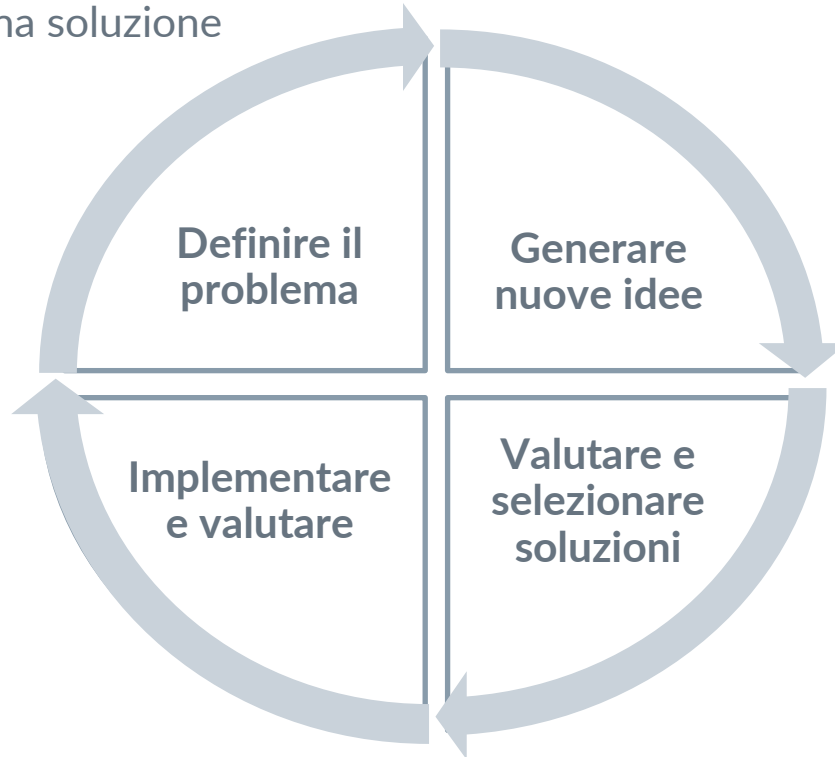 na soluzione
Definire il
problema
Generare
nuove idee
Valutare e
selezionare
soluzioni
Implementare
e valutare